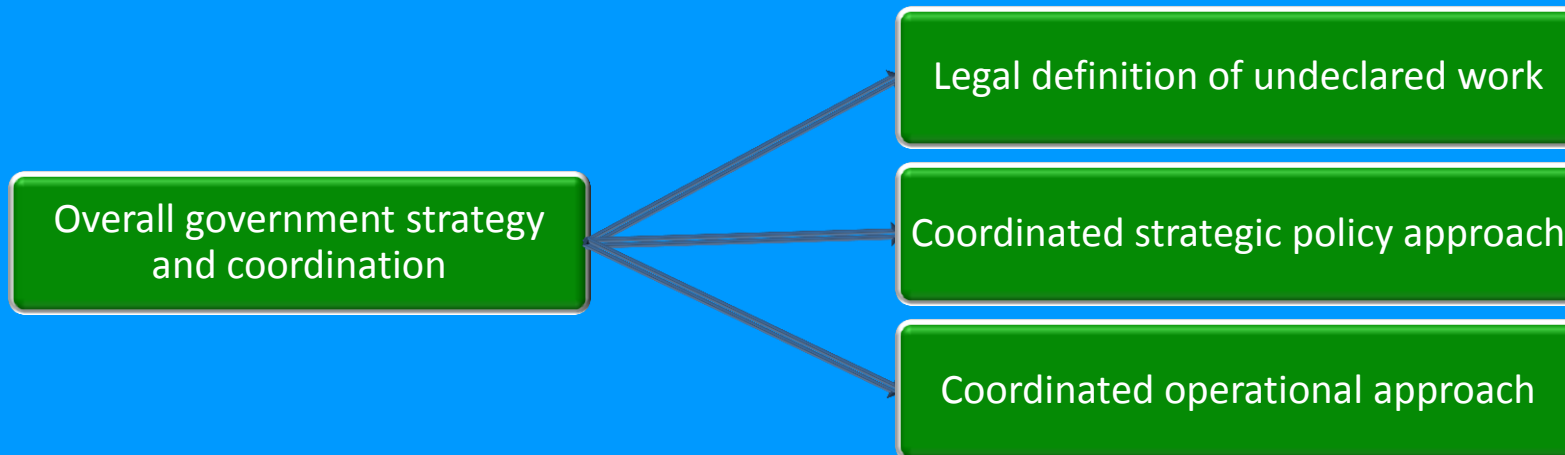 Legal definition of undeclared work
Overall government strategy
and coordination
Coordinated strategic policy approach
Coordinated operational approach